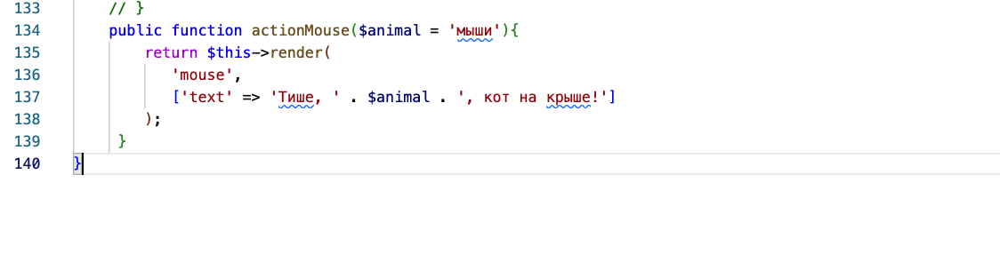 133 // }
134 public function actionMouse($animal = 'мыши'){
135 return $this->render(
136 'mouse',
137 ['text' => 'Тише, ' . $animal . ', кот на крыше!']
138 );
139 }
140 }